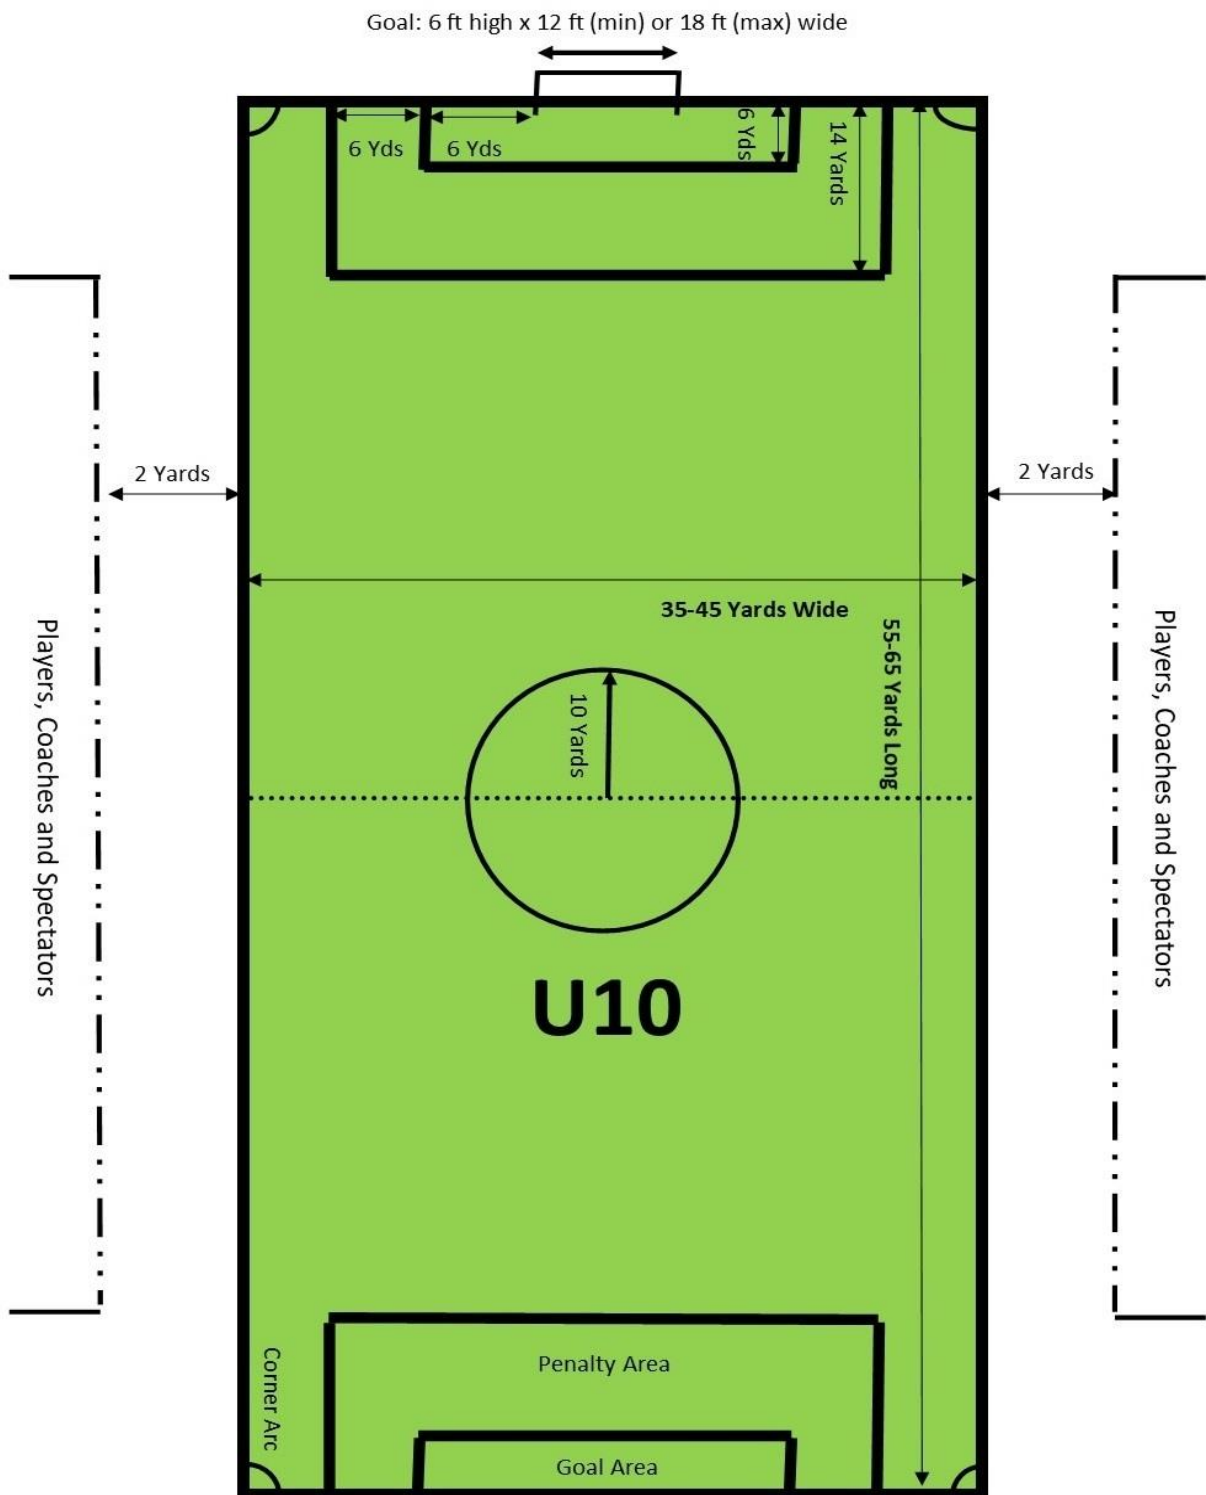 Goal: 6 ft high x 12 ft (min) or 18 ft (max) wide
6 Yds
6 Yds
6 Yds
14 Yards
2 Yards
2 Yards
35-45 Yards Wide
55-65 Yards Long
Players, Coaches and Spectators
Players, Coaches and Spectators
10 Yards
U10
Corner Arc
Penalty Area
Goal Area